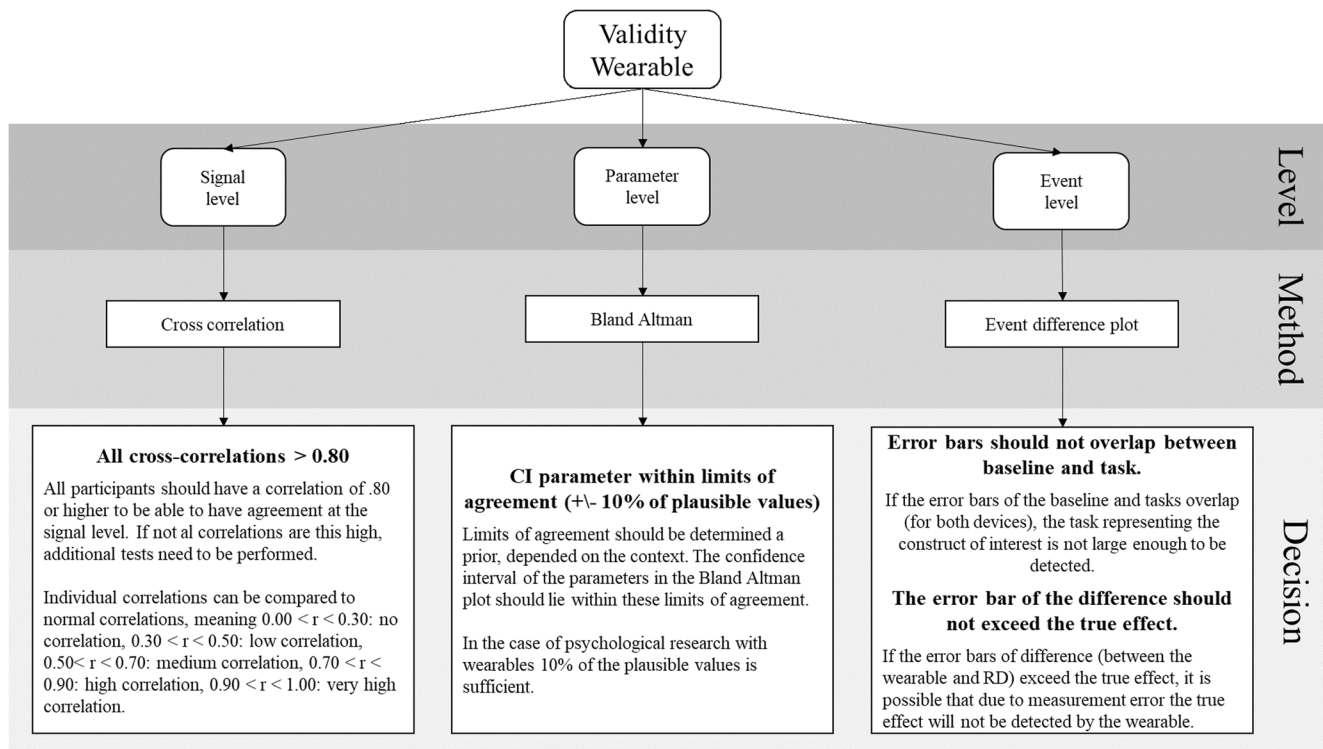 Validity
Wearable
Level
Signal
level
Parameter
level
Event
level
Method
Cross correlation
Bland Altman
Event difference plot
Decision
All cross-correlations > 0.80
All participants should have a correlation of .80
or higher to be able to have agreement at the
signal level. If not al correlations are this high,
additional tests need to be performed.
Individual correlations can be compared to
normal correlations, meaning 0.00 < r < 0.30: no
correlation, 0.30 < r < 0.50: low correlation,
0.50< r < 0.70: medium correlation, 0.70 < r <
0.90: high correlation, 0.90 < r < 1.00: very high
correlation.
CI parameter within limits of
agreement (+\- 10% of plausible values)
Limits of agreement should be determined a
prior, depended on the context. The confidence
interval of the parameters in the Bland Altman
plot should lie within these limits of agreement.
In the case of psychological research with
wearables 10% of the plausible values is
sufficient.
Error bars should not overlap between
baseline and task.
If the error bars of the baseline and tasks overlap
(for both devices), the task representing the
construct of interest is not large enough to be
detected.
The error bar of the difference should
not exceed the true effect.
If the error bars of difference (between the
wearable and RD) exceed the true effect, it is
possible that due to measurement error the true
effect will not be detected by the wearable.